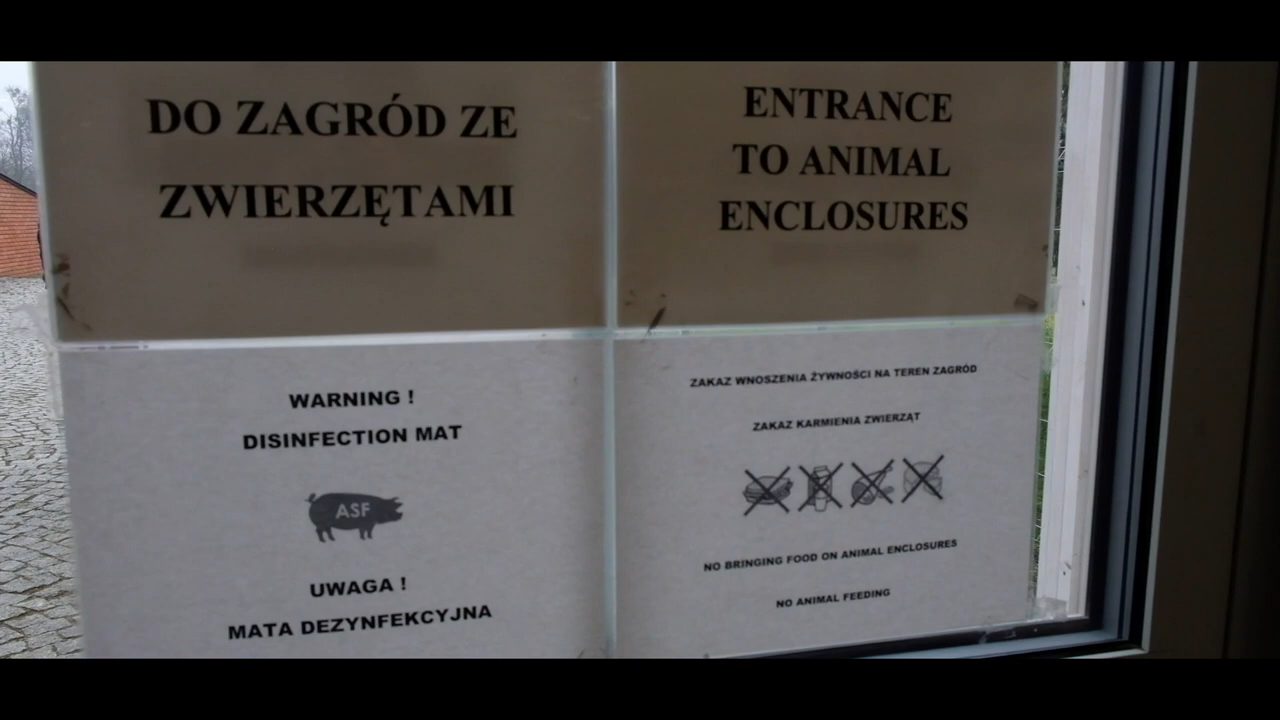 DO ZAGRÓD ZE
ZWIERZĘTAMI
ENTRANCE
TO ANIMAL
ENCLOSURES
WARNING !
DISINFECTION MAT
ASF
UWAGA !
MATA DEZYNFEKCYJNA
ZAKAZ WNOSZENIA ŻYWNOŚCI NA TEREN ZAGRÓD
ZAKAZ KARMIENIA ZWIERZĄT
NO BRINGING FOOD ON ANIMAL ENCLOSURES
NO ANIMAL FEEDING